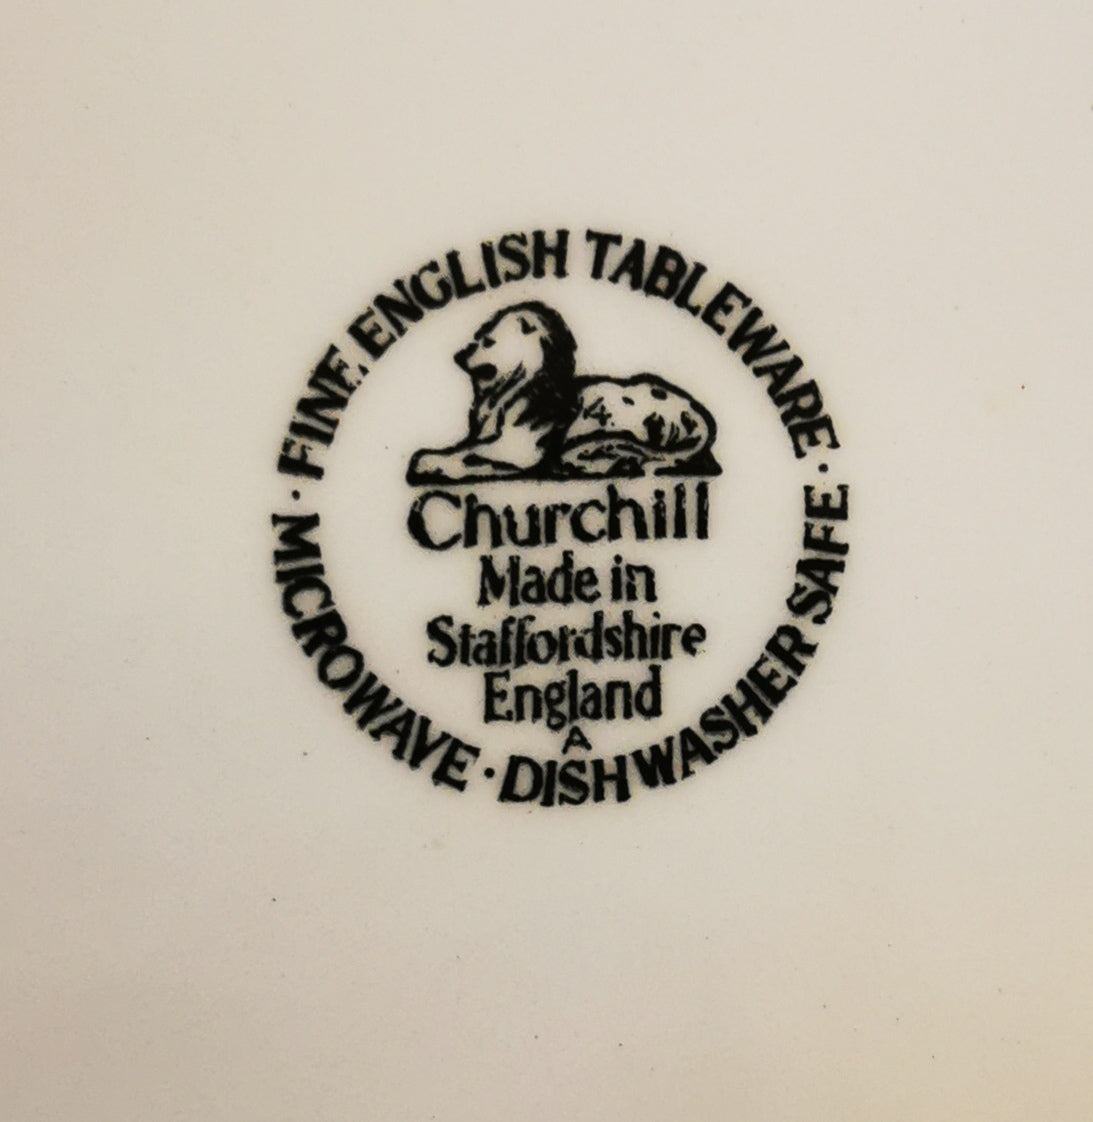 · FINE ENGLISH TABLEWARE ·
MICROWAVE · DISHWASHER SAFE
Churchill
Made in
Staffordshire
England
A